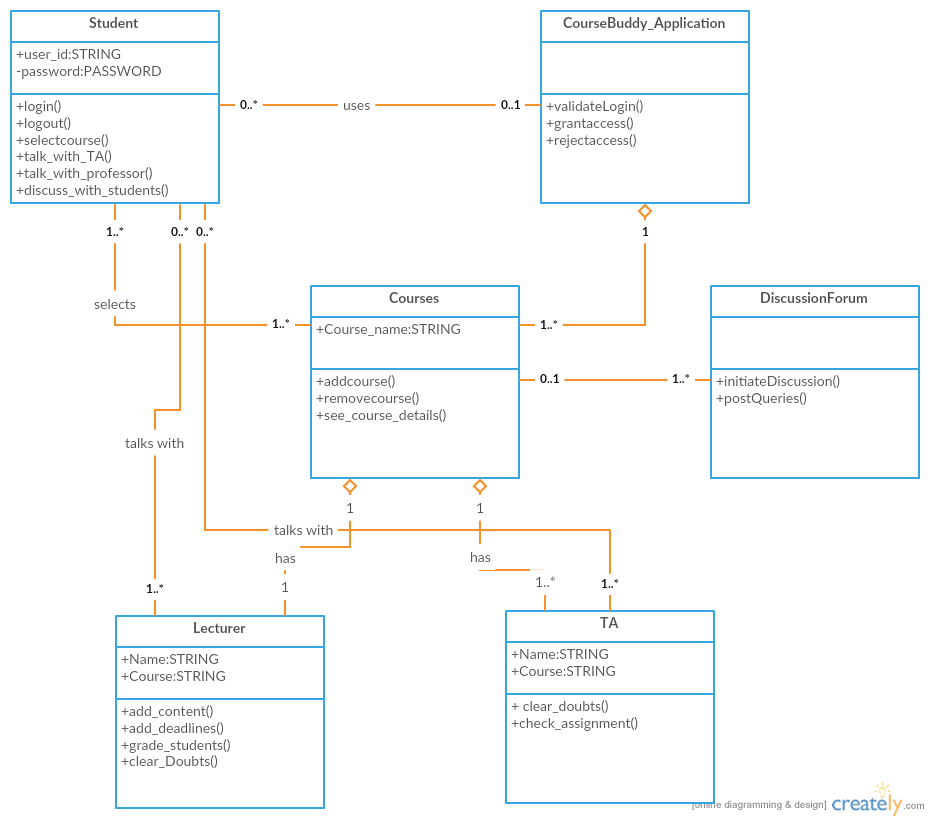 Student
+user_id:STRING
-password:PASSWORD
+login()
+logout()
+selectcourse()
+talk_with_TA()
+talk_with_professor()
+discuss_with_students()
0..*
uses
0..1
CourseBuddy_Application
+validateLogin()
+grantaccess()
+rejectaccess()
1..*
0..*
0..*
1
selects
1..*
Courses
+Course_name:STRING
+addcourse()
+removecourse()
+see_course_details()
1..*
0..1
1..*
DiscussionForum
+initiateDiscussion()
+postQueries()
talks with
1
1
talks with
has
has
1..*
1
1..*
1..*
Lecturer
+Name:STRING
+Course:STRING
+add_content()
+add_deadlines()
+grade_students()
+clear_Doubts()
TA
+Name:STRING
+Course:STRING
+ clear_doubts()
+check_assignment()
[online diagramming & design] creately.com